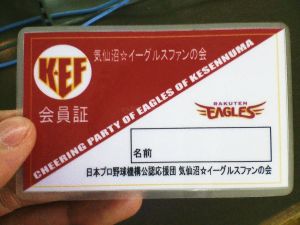 KEF
気仙沼☆イーグルスファンの会
会員証
CHEERING PARTY OF EAGLES OF KESENNUMA
RAKUTEN
EAGLES
名前
日本プロ野球機構公認応援団 気仙沼☆イーグルスファンの会